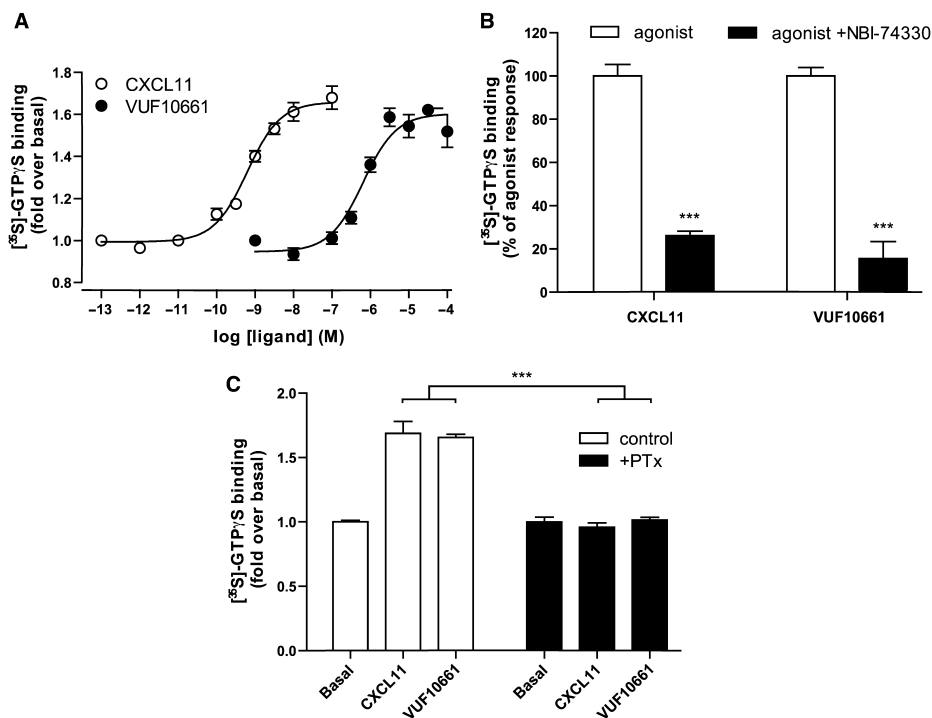 A
[35S]-GTPγS binding
(fold over basal)
1.8
1.6
1.4
1.2
1.0
0.8
CXCL11
VUF10661
−13 −12 −11 −10 −9 −8 −7 −6 −5 −4
log [ligand] (M)
B
[35S]-GTPγS binding
(% of agonist response)
120
100
80
60
40
20
0
agonist agonist +NBI-74330
***
***
CXCL11 VUF10661
C
[35S]-GTPγS binding
(fold over basal)
2.0
1.5
1.0
0.5
0.0
***
control
+PTx
Basal CXCL11 VUF10661 Basal CXCL11 VUF10661